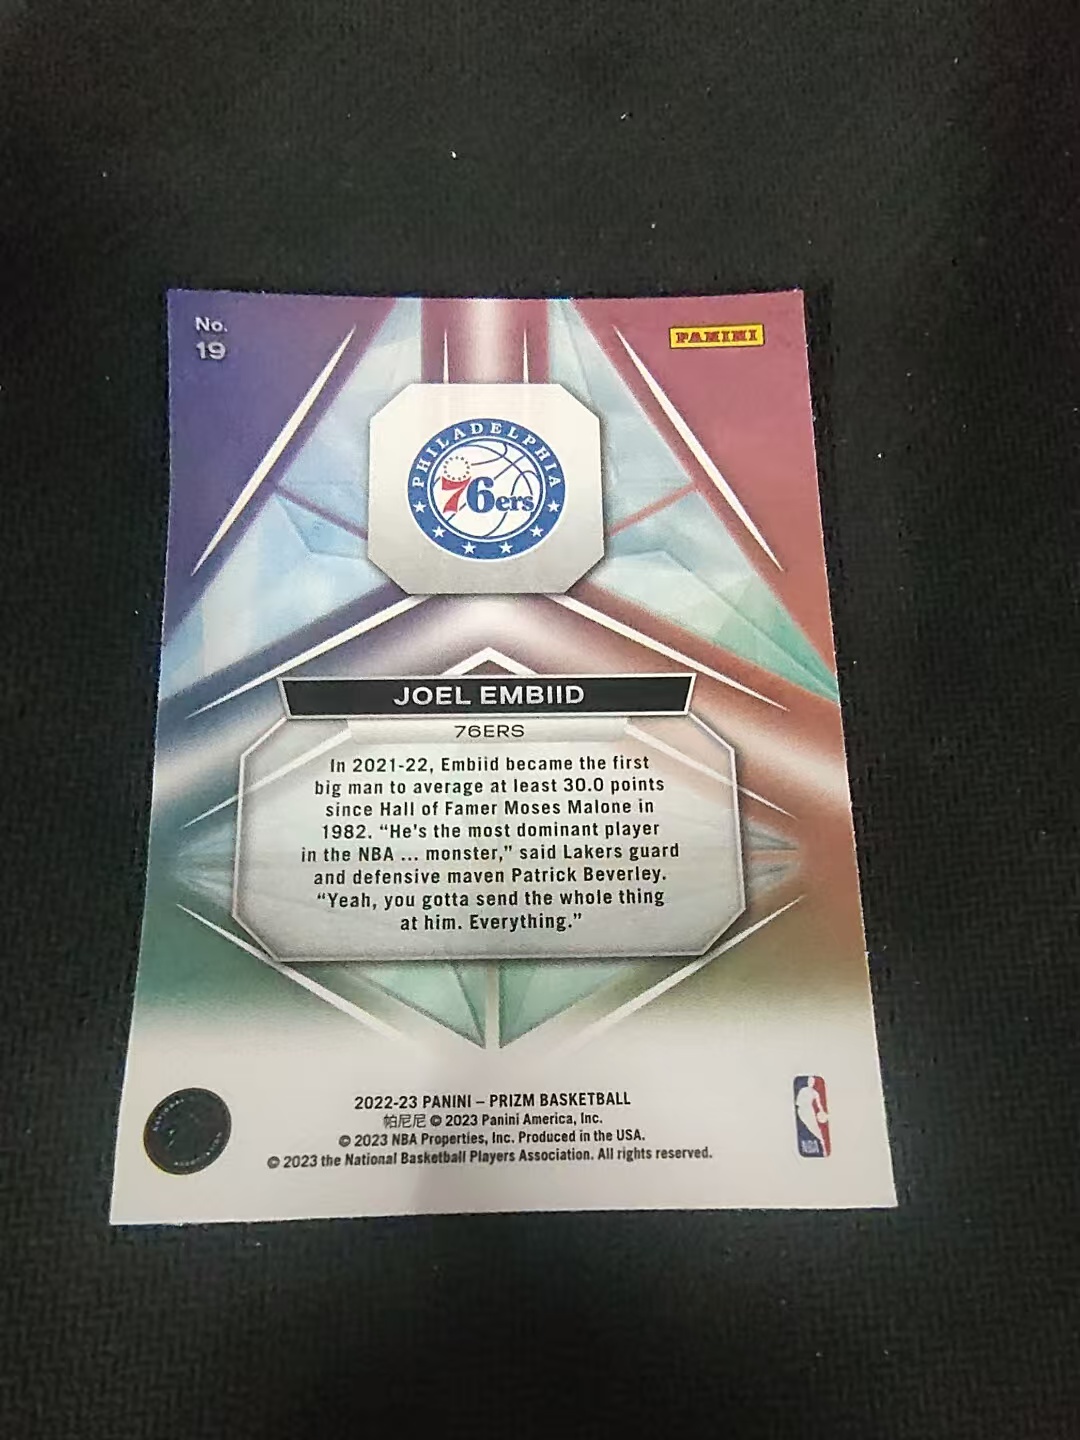 No.
19
PANINI
PHILADELPHIA
76ers
JOEL EMBIID
76ERS
In 2021-22, Embiid became the first
big man to average at least 30.0 points
since Hall of Famer Moses Malone in
1982. “He's the most dominant player
in the NBA ... monster,” said Lakers guard
and defensive maven Patrick Beverley.
“Yeah, you gotta send the whole thing
at him. Everything.”
2022-23 PANINI – PRIZM BASKETBALL
帕尼尼 © 2023 Panini America, Inc.
© 2023 NBA Properties, Inc. Produced in the USA.
© 2023 the National Basketball Players Association. All rights reserved.
NBA